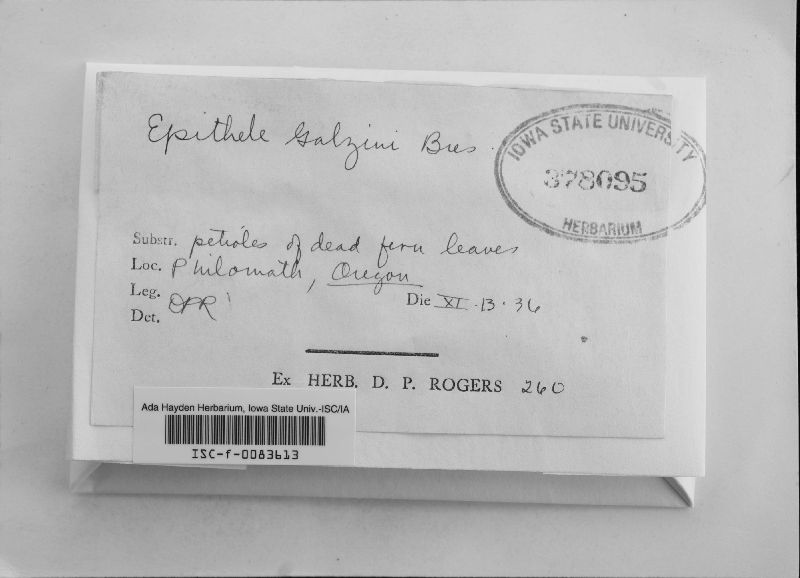 Epithele Galzini Bres.
IOWA STATE UNIVERSITY
378095
HERBARIUM
Substr. petioles of dead fern leaves
Loc. Philomath, Oregon
Leg. DPR
Die XI.13.36
Det.
Ex HERB. D. P. ROGERS 260
Ada Hayden Herbarium, Iowa State Univ.-ISC/IA
ISC-f-0083613